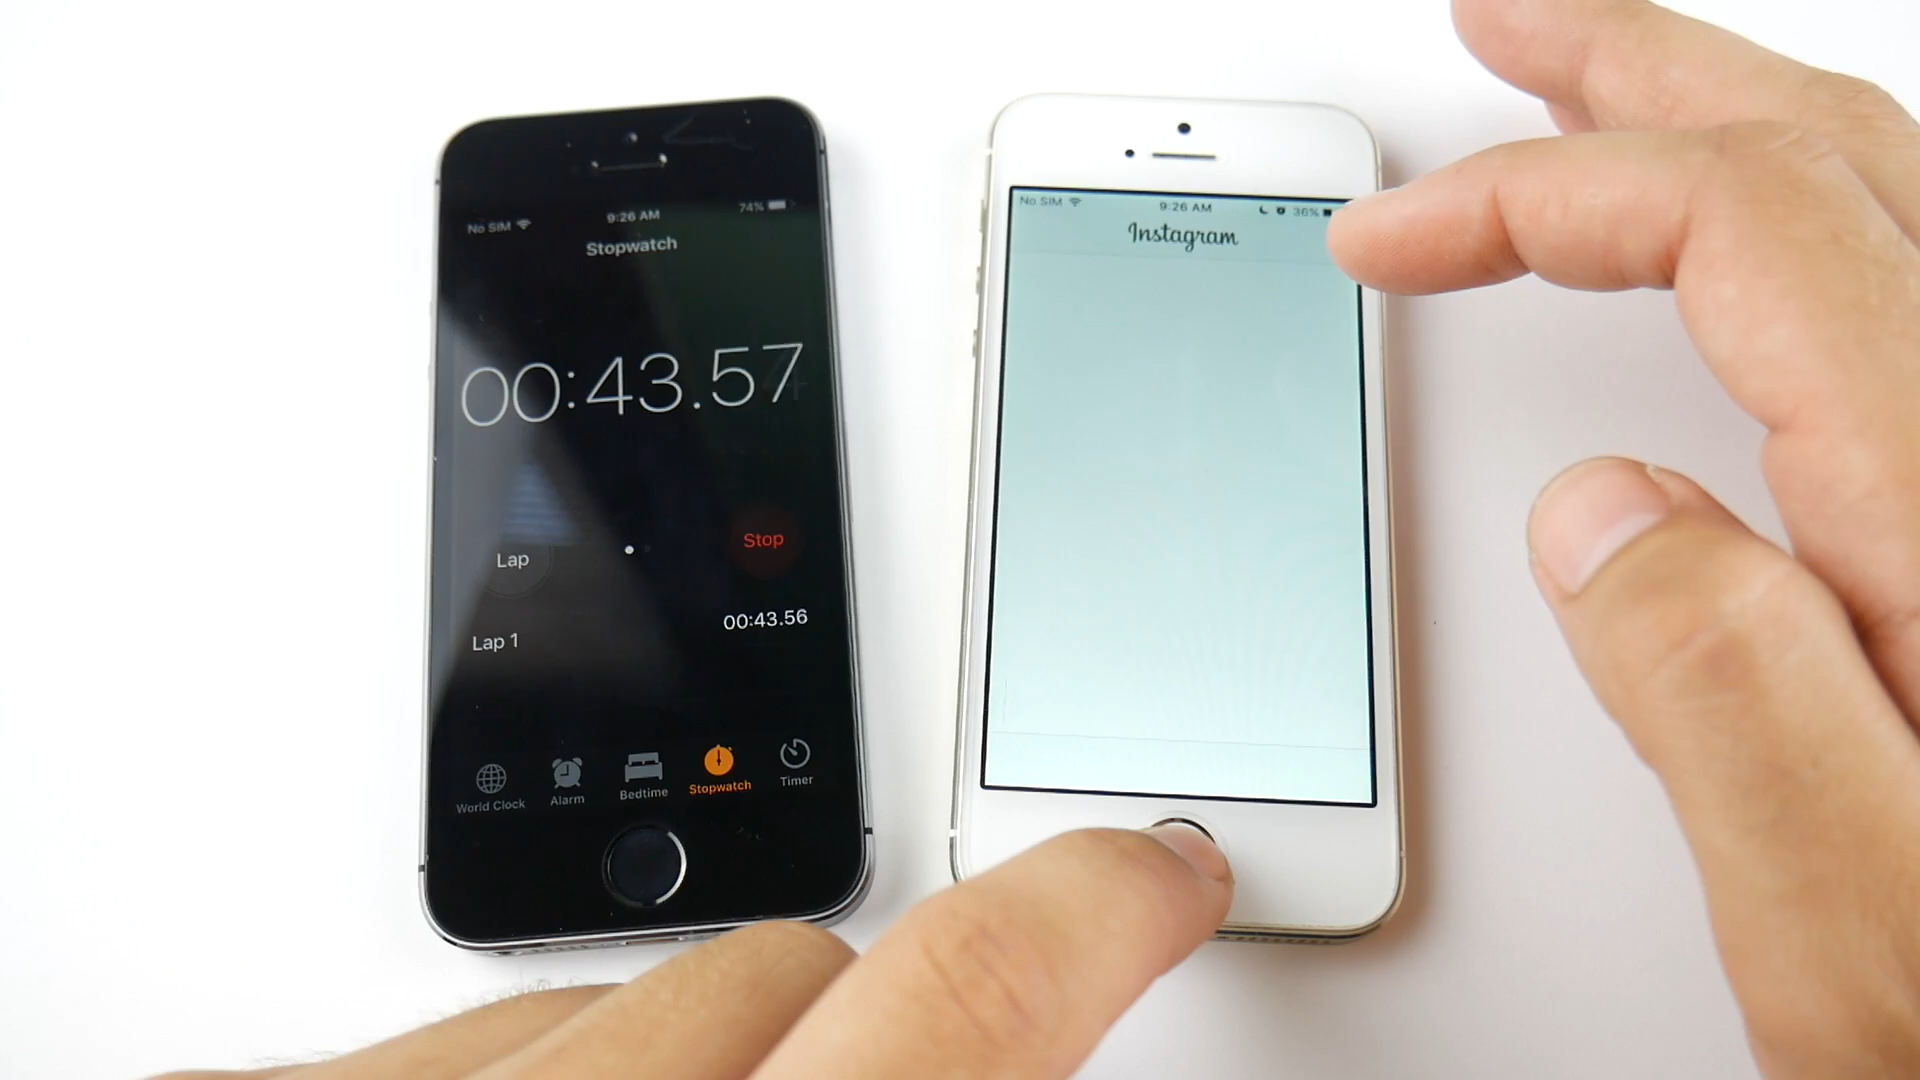 No SIM 9:26 AM 74%
Stopwatch
00:43.57
Lap Stop
Lap 1 00:43.56
World Clock Alarm Bedtime Stopwatch Timer
No SIM 9:26 AM 36%
Instagram